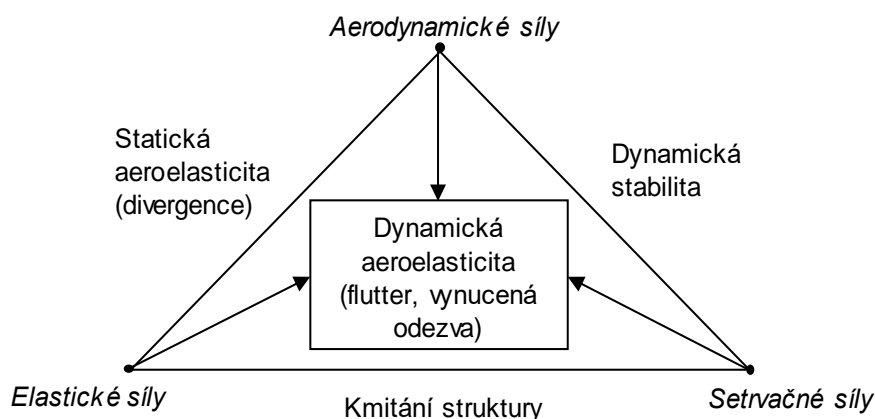 Aerodynamické síly
Statická
aeroelasticita
(divergence)
Dynamická
stabilita
Dynamická
aeroelasticita
(flutter, vynucená
odezva)
Elastické síly
Kmitání struktury
Setrvačné síly